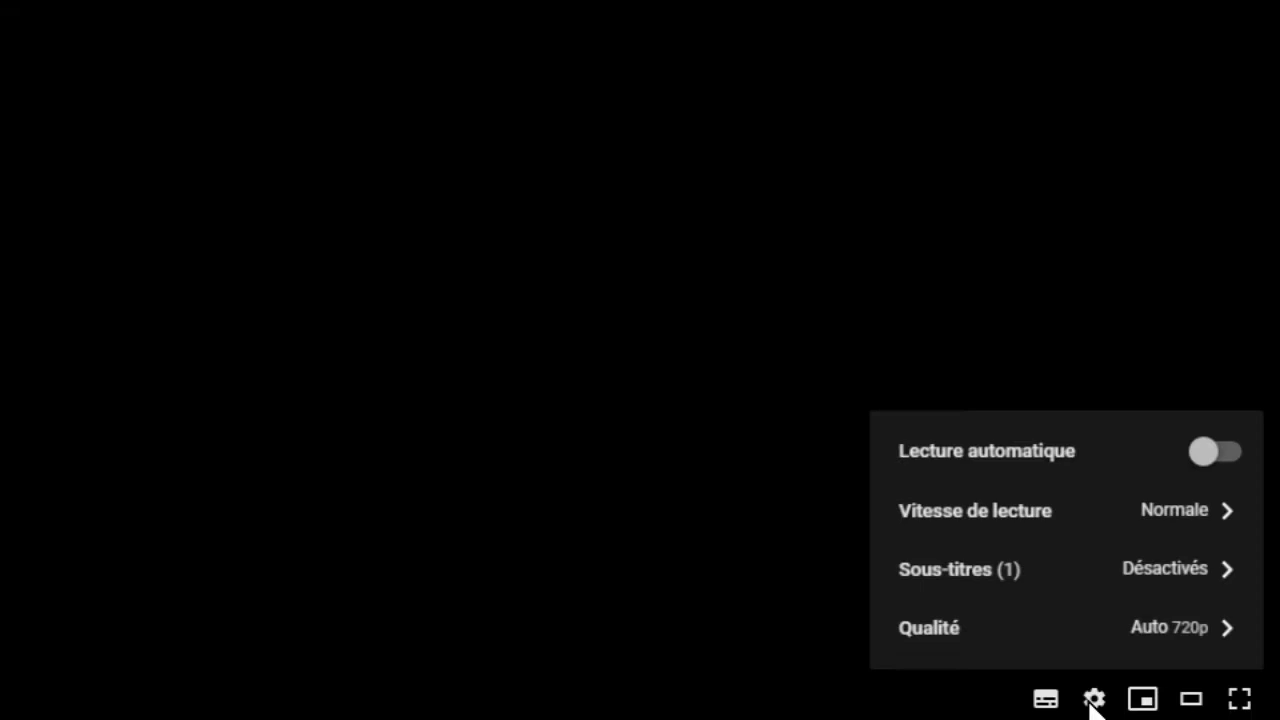 Lecture automatique
Vitesse de lecture Normale
Sous-titres (1) Désactivés
Qualité Auto 720p